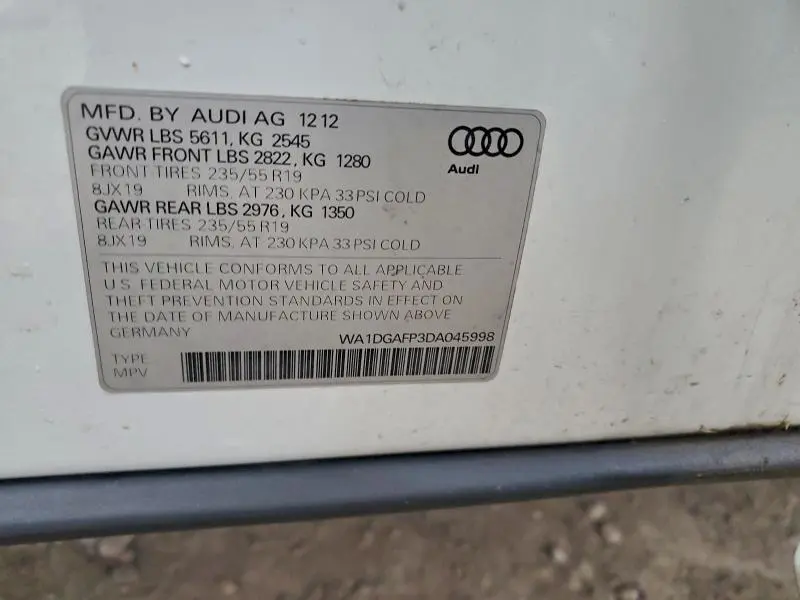 MFD. BY AUDI AG 12 12
GVWR LBS 5611, KG 2545
GAWR FRONT LBS 2822, KG 1280
FRONT TIRES 235/55 R19
8JX19 RIMS, AT 230 KPA 33 PSI COLD
GAWR REAR LBS 2976, KG 1350
REAR TIRES 235/55 R19
8JX19 RIMS, AT 230 KPA 33 PSI COLD
Audi
THIS VEHICLE CONFORMS TO ALL APPLICABLE
U.S. FEDERAL MOTOR VEHICLE SAFETY AND
THEFT PREVENTION STANDARDS IN EFFECT ON
THE DATE OF MANUFACTURE SHOWN ABOVE
GERMANY
WA1DGAFP3DA045998
TYPE
MPV